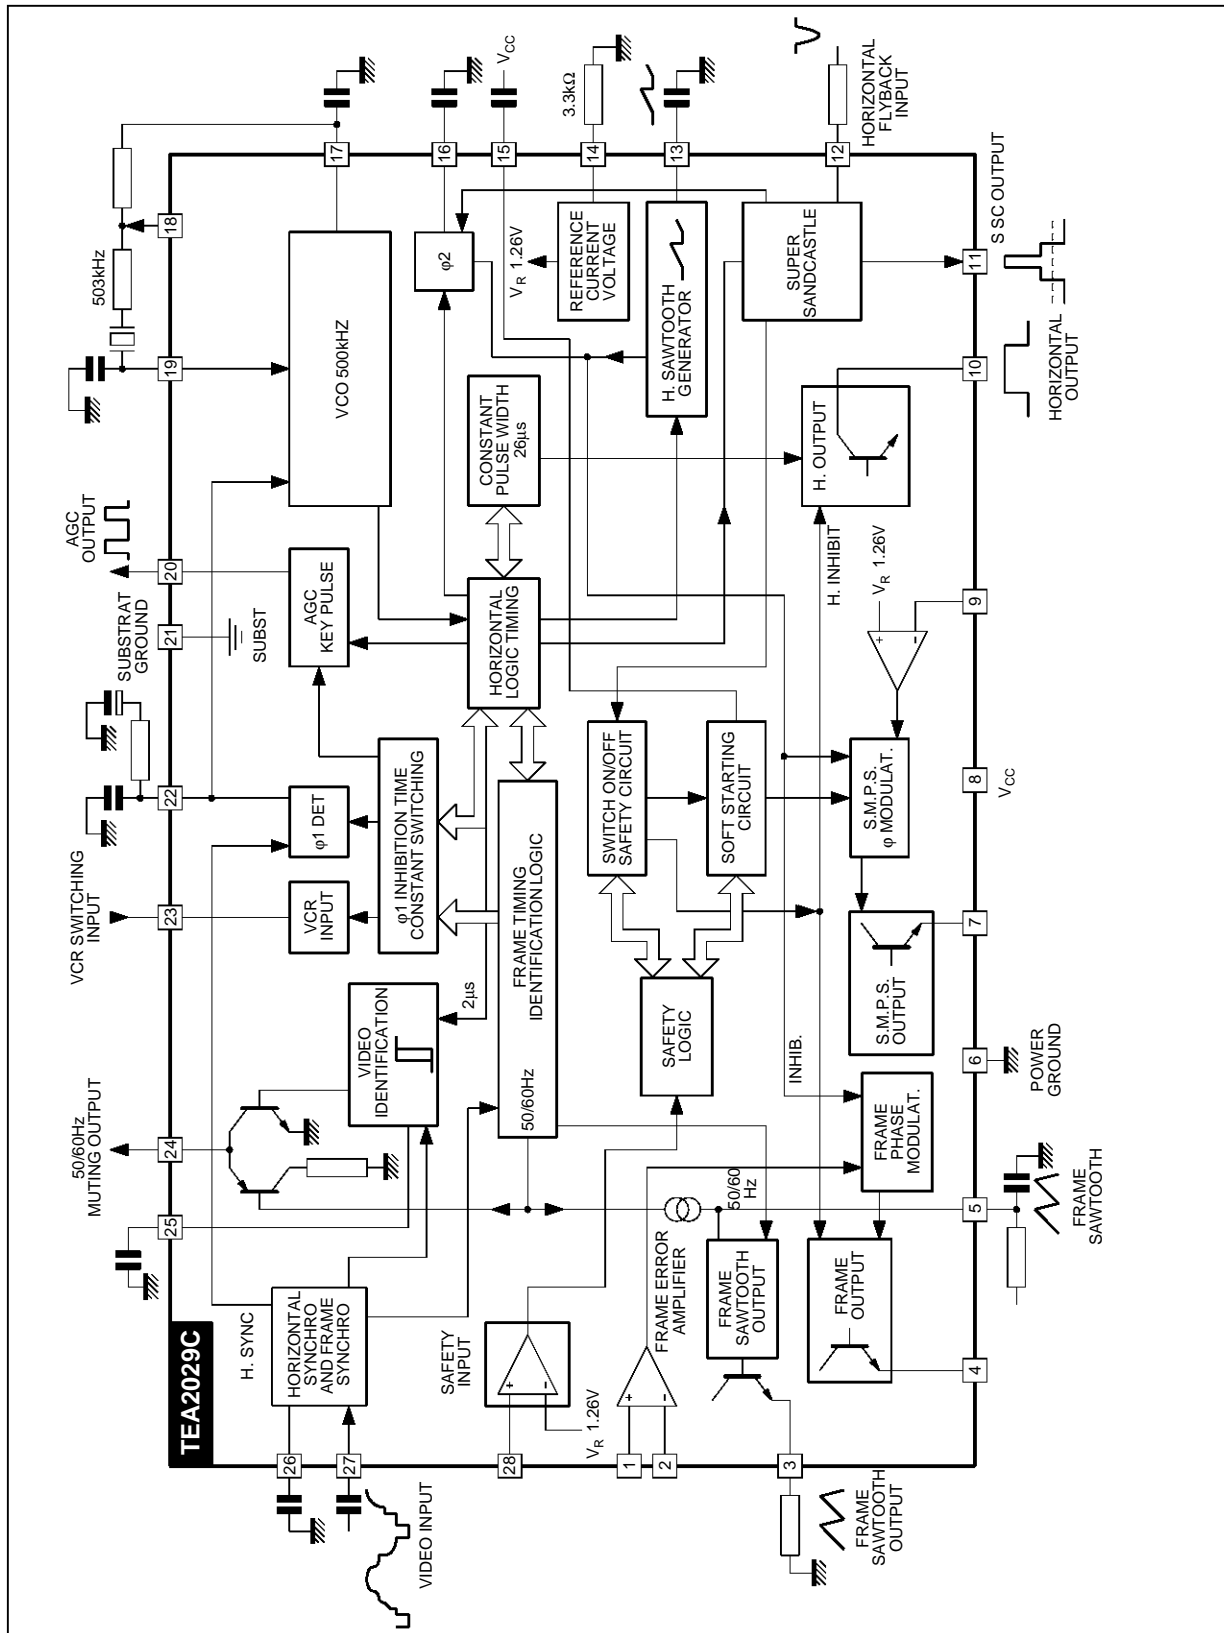 TEA2029C
VIDEO INPUT
26
27
28
1
2
3
H. SYNC
HORIZONTAL
SYNCHRO
AND FRAME
SYNCHRO
SAFETY
INPUT
VR 1.26V
+
-
FRAME ERROR
AMPLIFIER
+
-
FRAME
SAWTOOTH
OUTPUT
FRAME
SAWTOOTH
OUTPUT
FRAME
OUTPUT
4
25
50/60Hz
MUTING OUTPUT
24
VIDEO
IDENTIFICATION
2µs
50/60Hz
FRAME TIMING
IDENTIFICATION LOGIC
50/60
Hz
5
FRAME
SAWTOOTH
SAFETY
LOGIC
INHIB.
FRAME
PHASE
MODULAT.
6
POWER
GROUND
VCR SWITCHING
INPUT
23
VCR
INPUT
φ1 DET
φ1 INHIBITION TIME
CONSTANT SWITCHING
22
SWITCH ON/OFF
SAFETY CIRCUIT
SOFT STARTING
CIRCUIT
S.M.P.S.
OUTPUT
7
S.M.P.S.
φ MODULAT.
8
VCC
SUBSTRAT
GROUND
21
SUBST
AGC
OUTPUT
20
AGC
KEY PULSE
HORIZONTAL
LOGIC TIMING
CONSTANT
PULSE WIDTH
26µs
+
-
VR 1.26V
9
H. INHIBIT
H. OUTPUT
10
HORIZONTAL
OUTPUT
503kHz
19
18
VCO 500kHZ
17
φ2
16
15
VCC
VR 1.26V
REFERENCE
CURRENT
VOLTAGE
14
3.3kΩ
H. SAWTOOTH
GENERATOR
13
SUPER
SANDCASTLE
12
HORIZONTAL
FLYBACK
INPUT
11
S SC OUTPUT